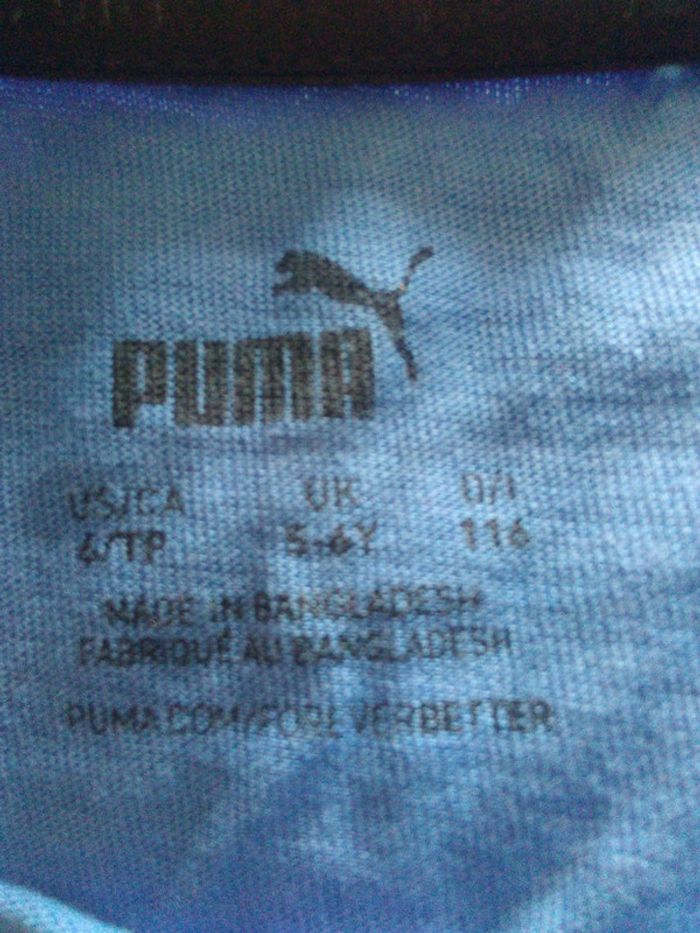 PUMA
US/CA UK D/I
4/TP 5-6Y 116
MADE IN BANGLADESH
FABRIQUÉ AU BANGLADESH
PUMA.COM/FOREVERBETTER